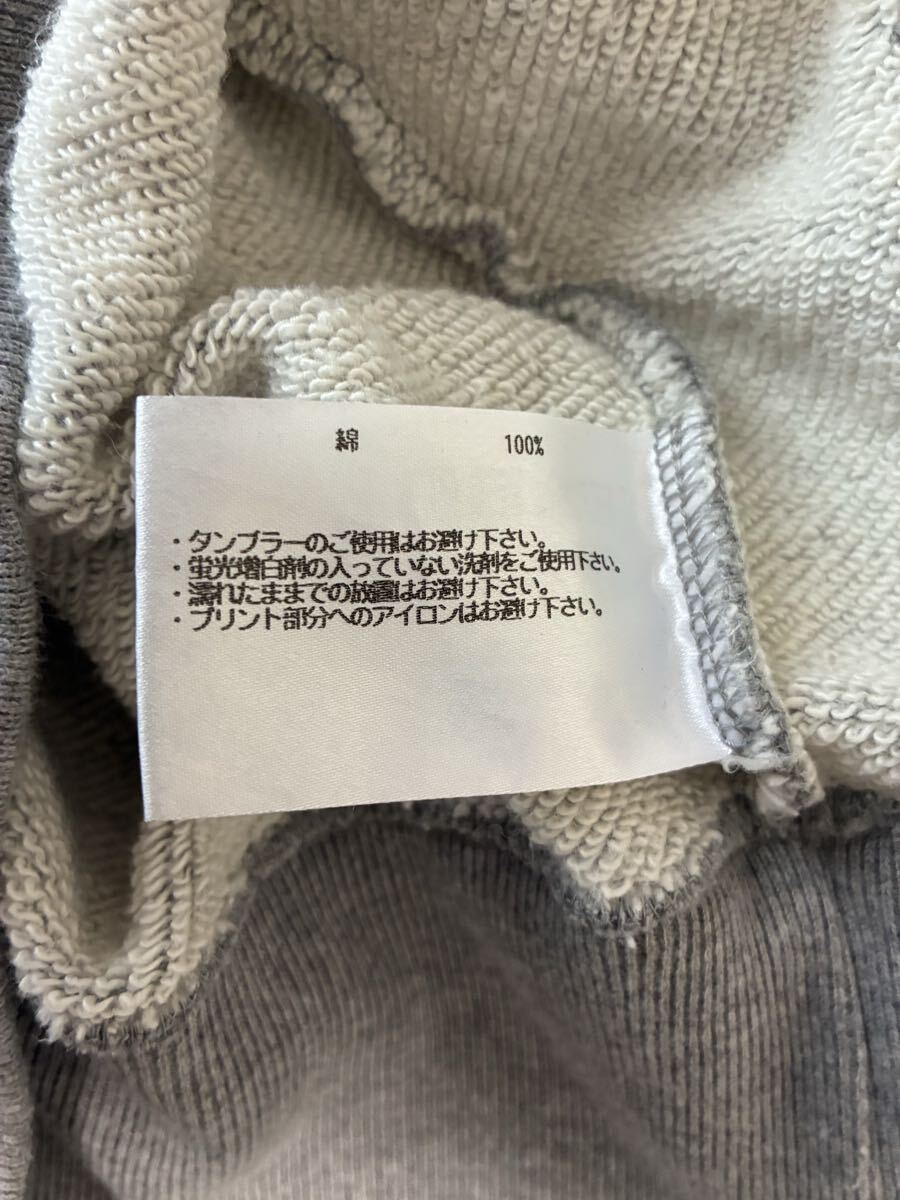 綿 100%
・タンブラーのご使用はお避け下さい。
・蛍光増白剤の入っていない洗剤をご使用下さい。
・濡れたままでの放置はお避け下さい。
・プリント部分へのアイロンはお避け下さい。